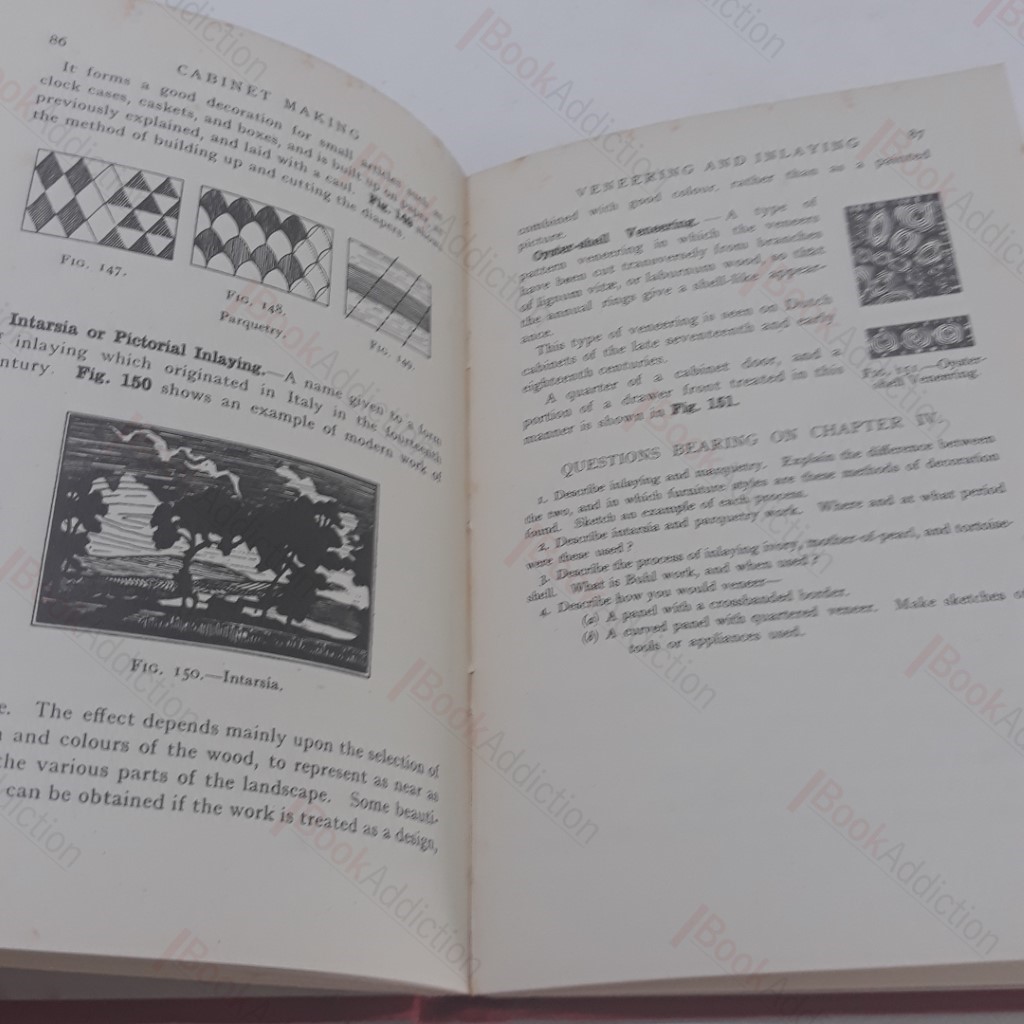 86
CABINET MAKING
It forms a good decoration for small articles such as
clock cases, caskets, and boxes, and is built up on paper as
previously explained, and laid with a caul. Fig. 149 shows
the method of building up and cutting the diapers.
FIG. 147.
FIG. 148.
Parquetry.
FIG. 149.
Intarsia or Pictorial Inlaying.—A name given to a form
inlaying which originated in Italy in the fourteenth
ntury. Fig. 150 shows an example of modern work of
FIG. 150.—Intarsia.
e. The effect depends mainly upon the selection of
and colours of the wood, to represent as near as
the various parts of the landscape. Some beauti-
can be obtained if the work is treated as a design,
VENEERING AND INLAYING
87
combined with good colour, rather than as a painted
picture.
Oyster-shell Veneering.—A type of
pattern veneering in which the veneers
have been cut transversely from branches
of lignum vitæ, or laburnum wood, so that
the annual rings give a shell-like appear-
ance.
This type of veneering is seen on Dutch
cabinets of the late seventeenth and early
eighteenth centuries.
A quarter of a cabinet door, and a
portion of a drawer front treated in this
manner is shown in Fig. 151.
FIG. 151.—Oyster-
shell Veneering.
QUESTIONS BEARING ON CHAPTER IV.
1. Describe inlaying and marquetry. Explain the difference between
the two, and in which furniture styles are these methods of decoration
found. Sketch an example of each process.
2. Describe intarsia and parquetry work. Where and at what period
were these used?
3. Describe the process of inlaying ivory, mother-of-pearl, and tortoise-
shell. What is Buhl work, and when used?
4. Describe how you would veneer—
(a) A panel with a crossbanded border.
(b) A curved panel with quartered veneer. Make sketches of
tools or appliances used.
BookAddiction